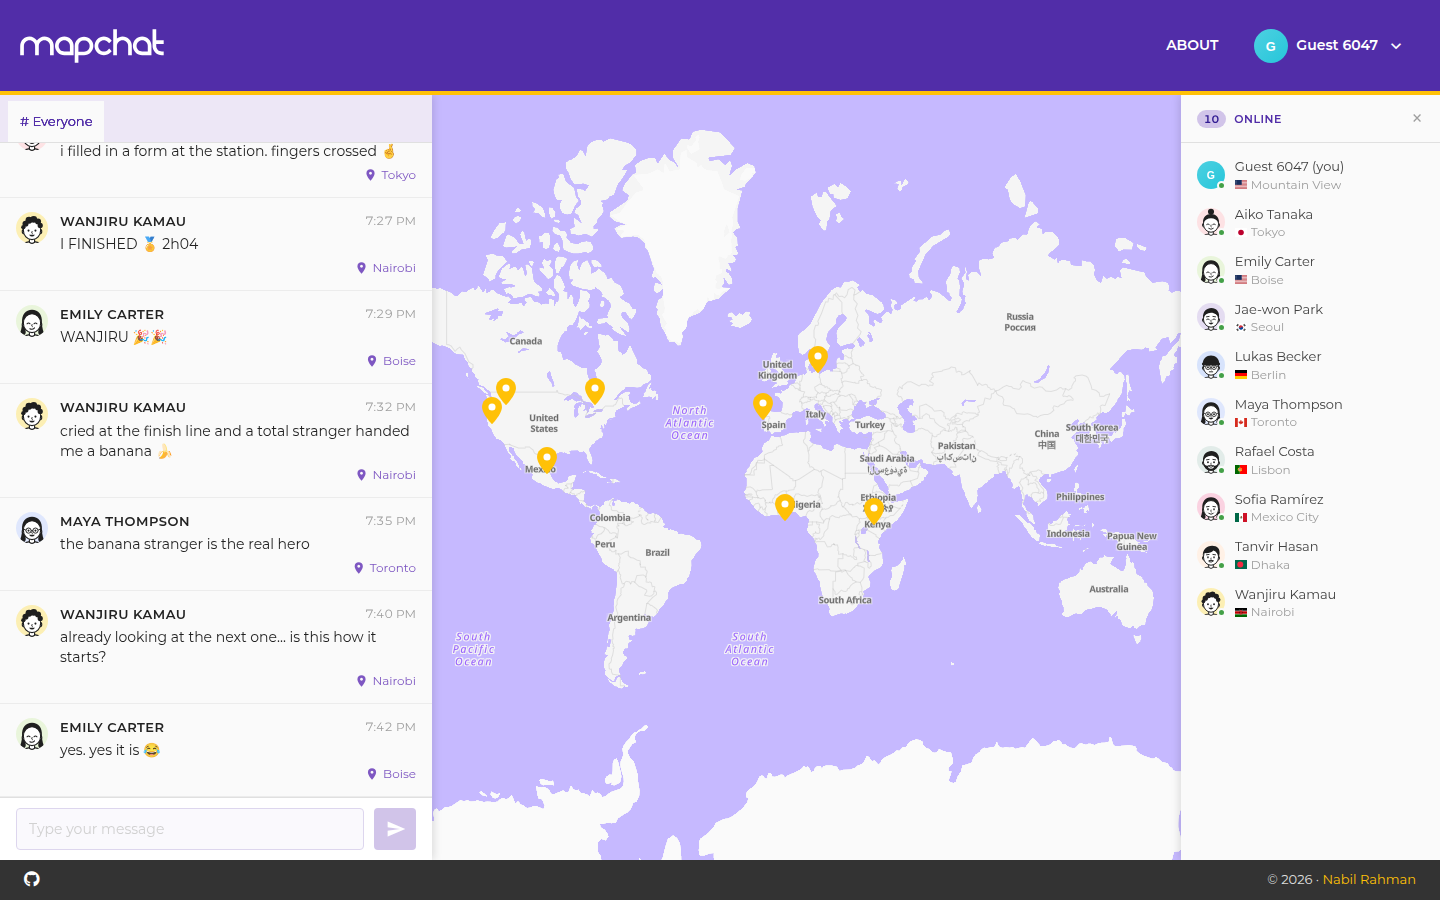 mapchat
ABOUT
G
Guest 6047
# Everyone
i filled in a form at the station. fingers crossed 🤞
Tokyo
WANJIRU KAMAU
7:27 PM
I FINISHED 🏅 2h04
Nairobi
EMILY CARTER
7:29 PM
WANJIRU 🎉🎉
Boise
WANJIRU KAMAU
7:32 PM
cried at the finish line and a total stranger handed
me a banana 🍌
Nairobi
MAYA THOMPSON
7:35 PM
the banana stranger is the real hero
Toronto
WANJIRU KAMAU
7:40 PM
already looking at the next one... is this how it
starts?
Nairobi
EMILY CARTER
7:42 PM
yes. yes it is 😂
Boise
Type your message
Russia
Россия
Canada
United
Kingdom
North
Atlantic
Ocean
United
States
Italy
Spain
Turkey
China
中国
South Korea
대한민국
Pakistan
پاکستان
Saudi Arabia
السعودية
Mexico
Ethiopia
Nigeria
Philippines
Colombia
Kenya
Indonesia
Papua New
Guinea
Peru
Brazil
Australia
South Africa
Argentina
South
Pacific
Ocean
South
Atlantic
Ocean
10 ONLINE
×
G
Guest 6047 (you)
Mountain View
Aiko Tanaka
Tokyo
Emily Carter
Boise
Jae-won Park
Seoul
Lukas Becker
Berlin
Maya Thompson
Toronto
Rafael Costa
Lisbon
Sofia Ramírez
Mexico City
Tanvir Hasan
Dhaka
Wanjiru Kamau
Nairobi
© 2026 · Nabil Rahman